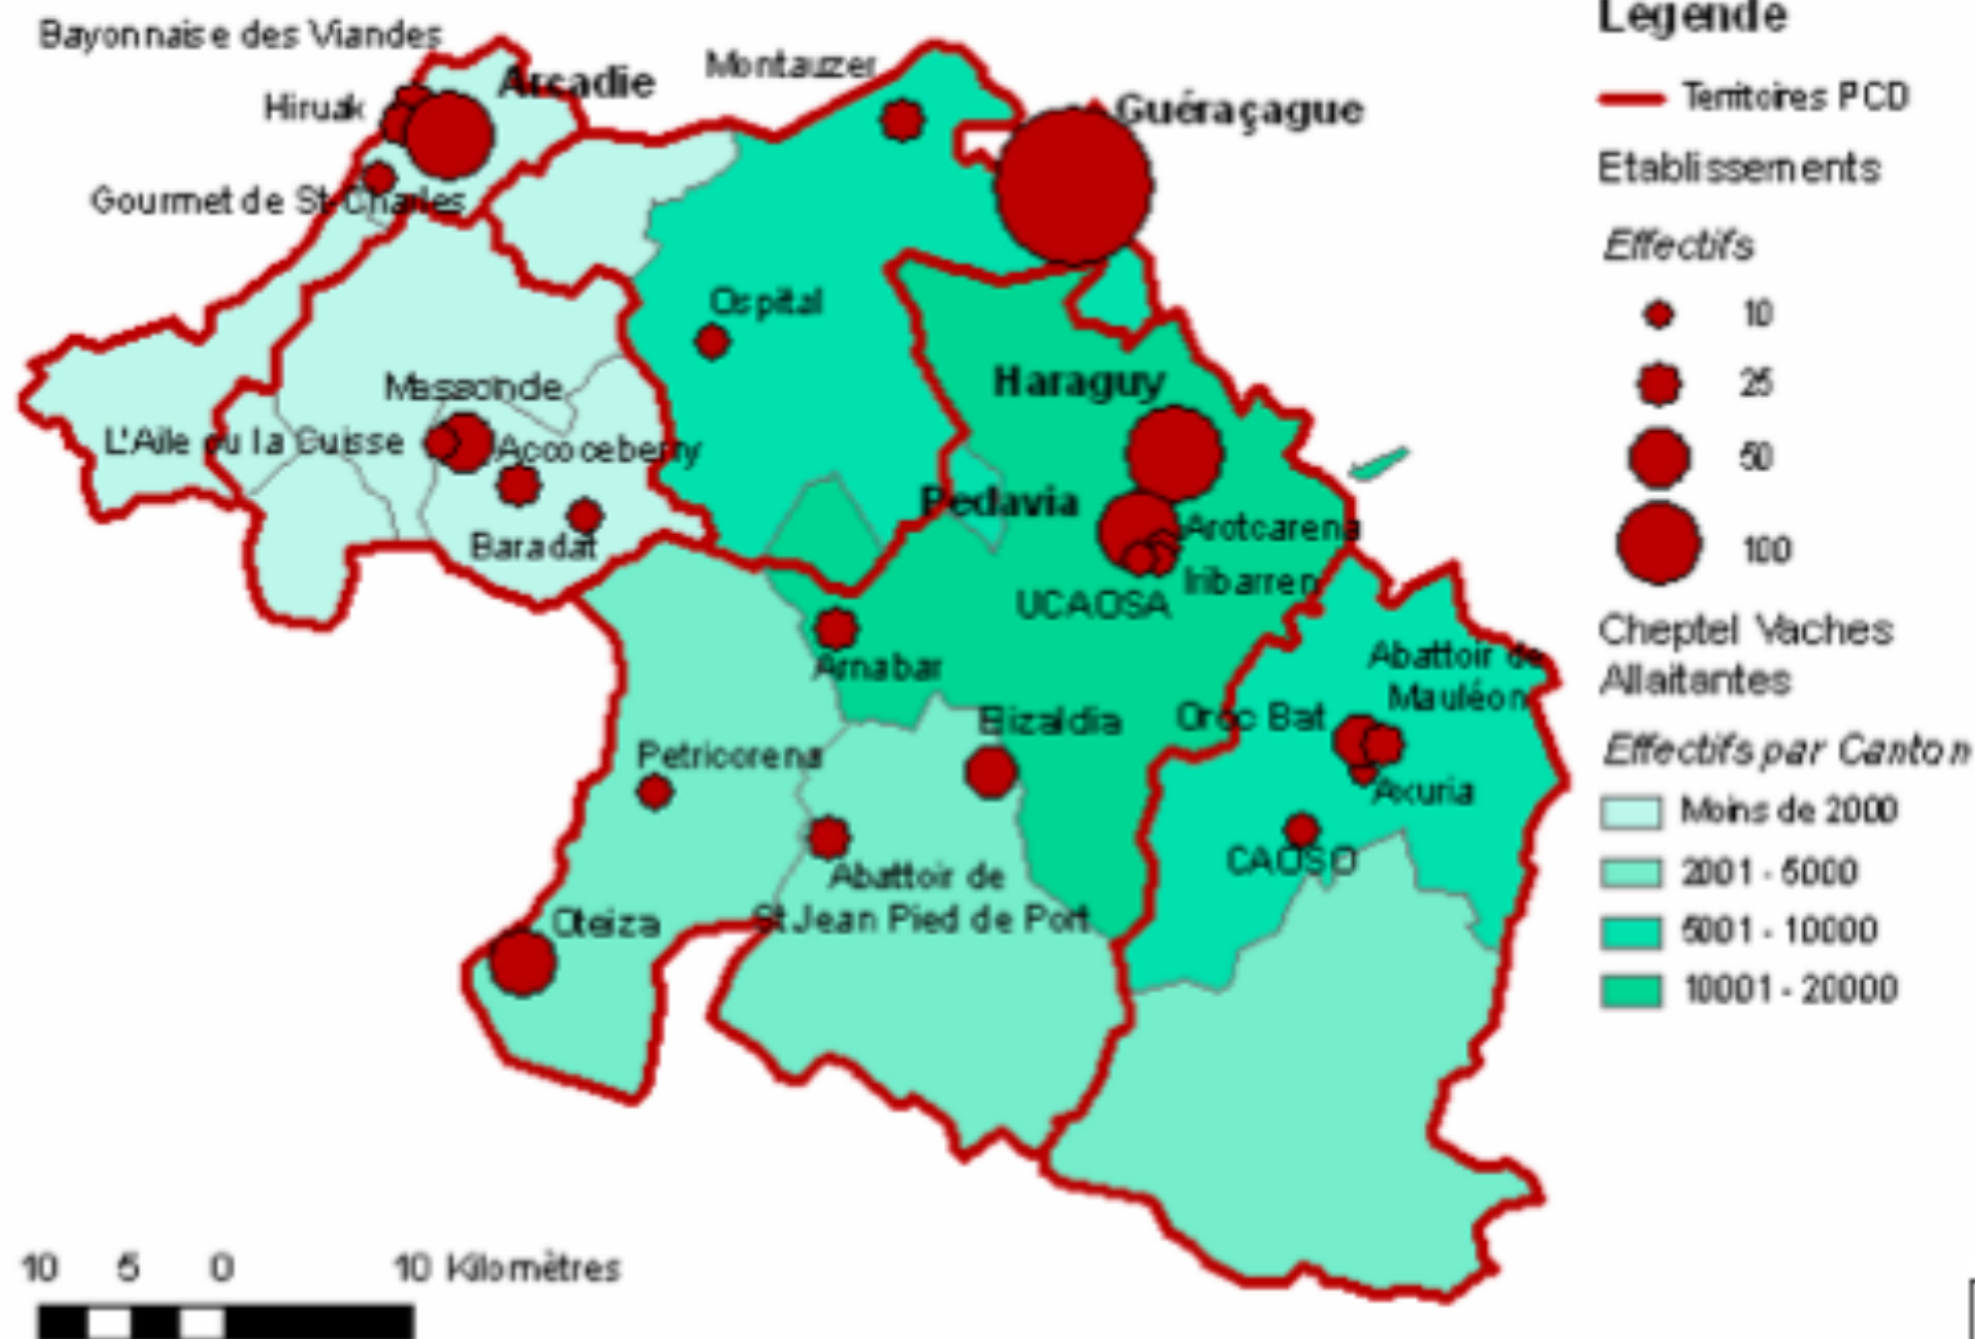 Bayonnaise des Viandes
Hiruak
Arcadie
Montauzer
Guéraçague
Gourmet de St Charles
Ospital
Haraguy
L'Aile ou la Cuisse
Accoceberry
Baradat
Pedavia
Arotcarena
Iribarren
UCAOSA
Arnabar
Elizaldia
Petricorena
Abattoir de
St Jean Pied de Port
Oteiza
Abattoir de
Mauléon
Oroc Bat
Axuria
CAOSO
10 5 0 10 Kilomètres
Légende
Territoires PCD
Etablissements
Effectifs
10
25
50
100
Cheptel Vaches
Allaitantes
Effectifs par Canton
Moins de 2000
2001 - 5000
5001 - 10000
10001 - 20000